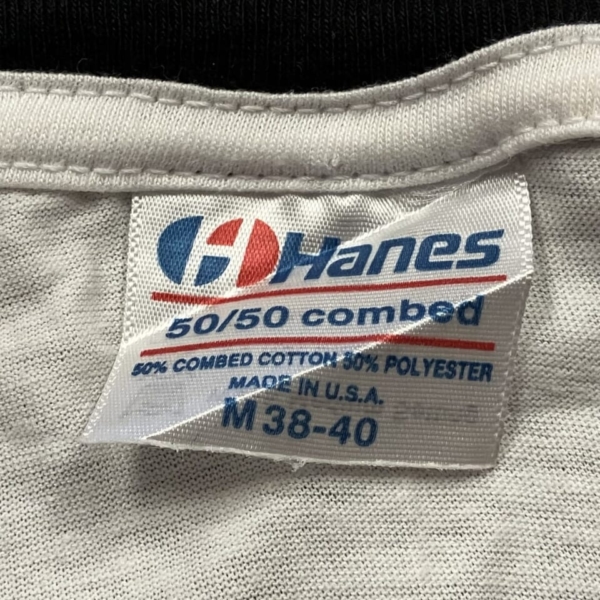 Hanes
50/50 combed
50% COMBED COTTON 50% POLYESTER
MADE IN U.S.A.
M 38-40